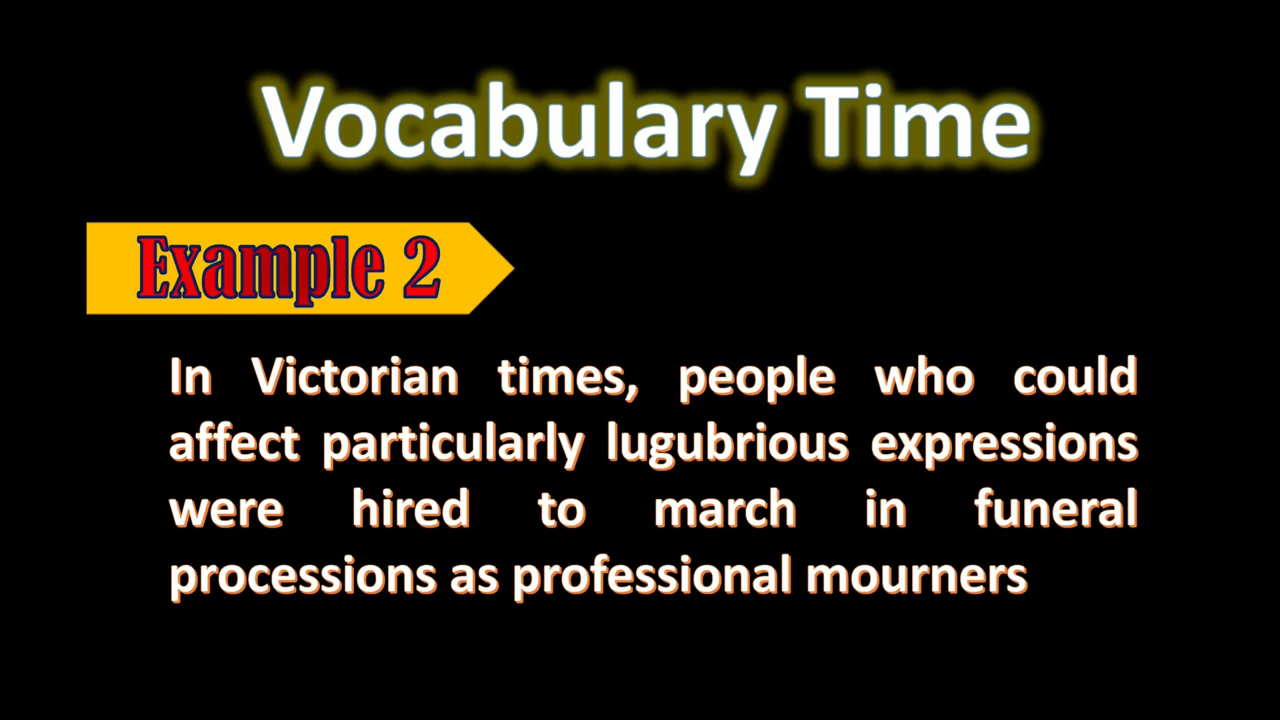 Vocabulary Time
Example 2
In Victorian times, people who could
affect particularly lugubrious expressions
were hired to march in funeral
processions as professional mourners